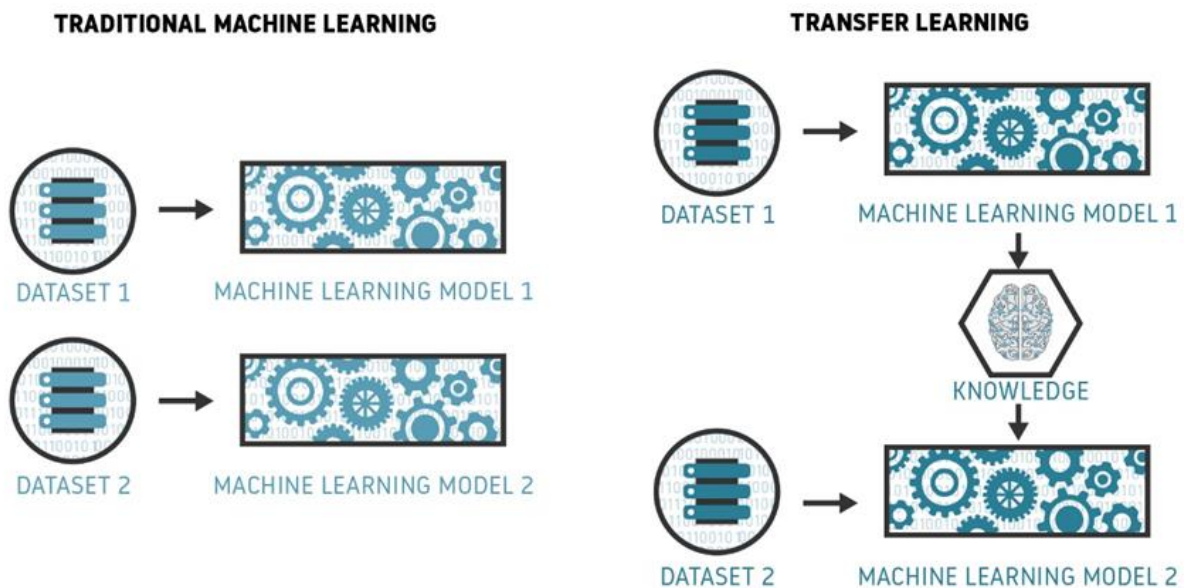 TRADITIONAL MACHINE LEARNING
DATASET 1
MACHINE LEARNING MODEL 1
DATASET 2
MACHINE LEARNING MODEL 2
TRANSFER LEARNING
DATASET 1
MACHINE LEARNING MODEL 1
KNOWLEDGE
DATASET 2
MACHINE LEARNING MODEL 2